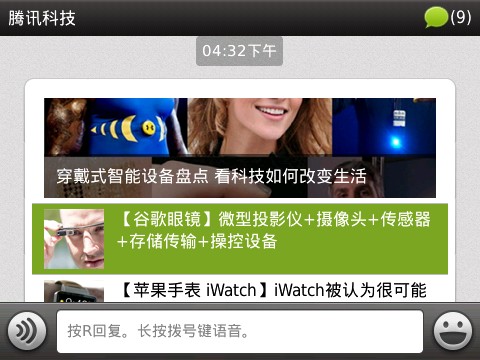 腾讯科技
(9)
04:32下午
穿戴式智能设备盘点 看科技如何改变生活
【谷歌眼镜】微型投影仪+摄像头+传感器
+存储传输+操控设备
【苹果手表 iWatch】iWatch被认为很可能
按R回复。长按拨号键语音。